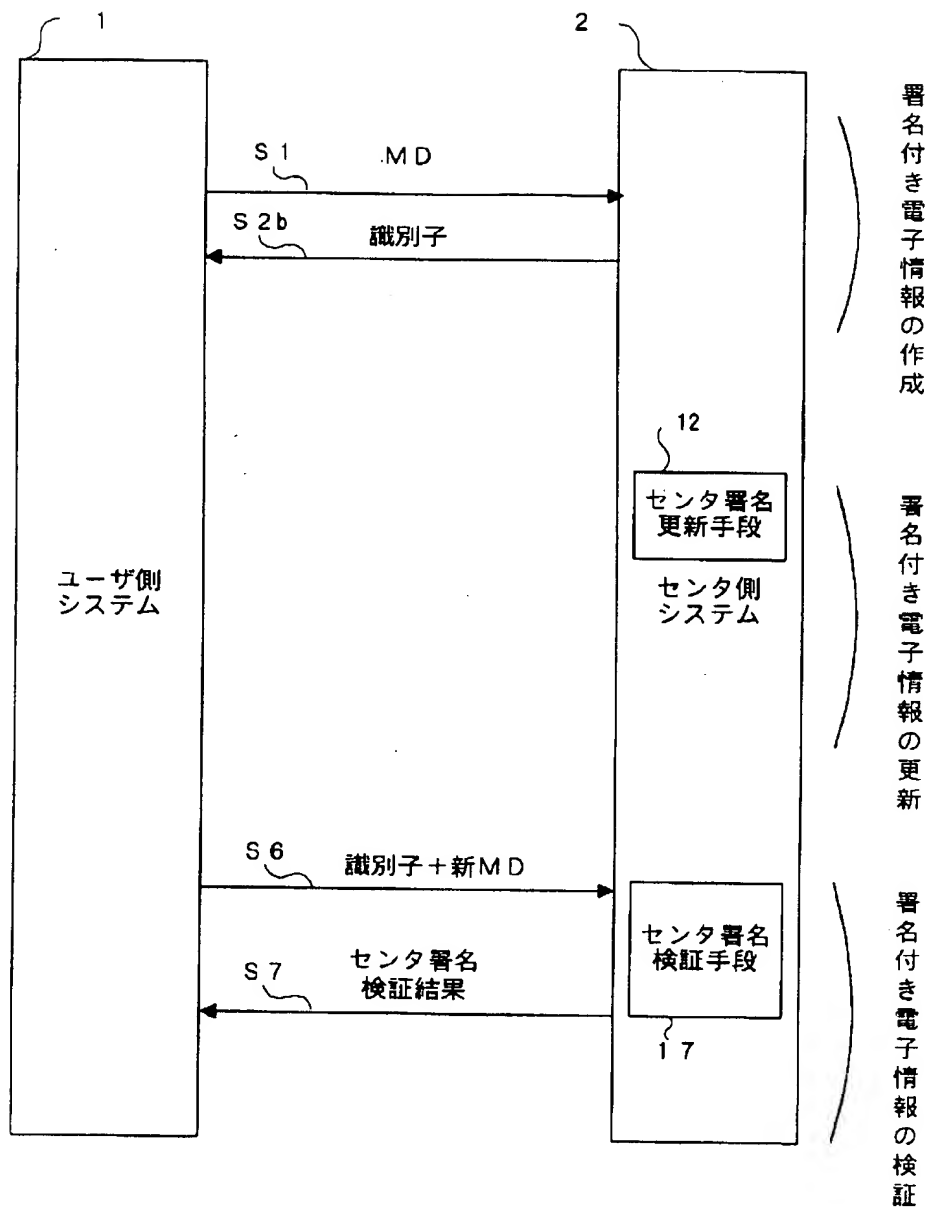 1
2
S1
MD
S2b
識別子
署名付き電子情報の作成
12
センタ署名
更新手段
ユーザ側
システム
センタ側
システム
署名付き電子情報の更新
S6
識別子+新MD
センタ署名
検証手段
S7
センタ署名
検証結果
17
署名付き電子情報の検証